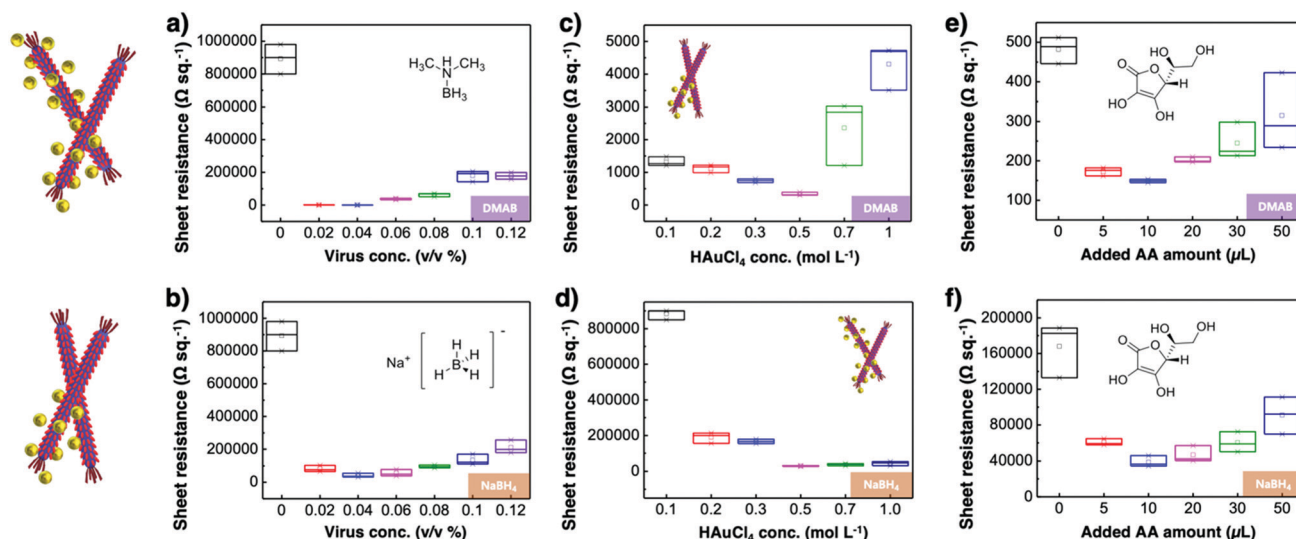 a)
Sheet resistance (Ω sq.⁻¹)
1000000
800000
600000
400000
200000
0
H
H₃C CH₃
N
BH₃
DMAB
0 0.02 0.04 0.06 0.08 0.1 0.12
Virus conc. (v/v %)
c)
Sheet resistance (Ω sq.⁻¹)
5000
4000
3000
2000
1000
0
DMAB
0.1 0.2 0.3 0.5 0.7 1
HAuCl₄ conc. (mol L⁻¹)
e)
Sheet resistance (Ω sq.⁻¹)
500
400
300
200
100
HO OH
O O
H
HO OH
DMAB
0 5 10 20 30 50
Added AA amount (µL)
b)
Sheet resistance (Ω sq.⁻¹)
1000000
800000
600000
400000
200000
0
Na⁺ -
H
H
B
H H
NaBH₄
0 0.02 0.04 0.06 0.08 0.1 0.12
Virus conc. (v/v %)
d)
Sheet resistance (Ω sq.⁻¹)
800000
600000
400000
200000
0
NaBH₄
0.1 0.2 0.3 0.5 0.7 1.0
HAuCl₄ conc. (mol L⁻¹)
f)
Sheet resistance (Ω sq.⁻¹)
200000
160000
120000
80000
40000
0
HO OH
O O
H
HO OH
NaBH₄
0 5 10 20 30 50
Added AA amount (µL)